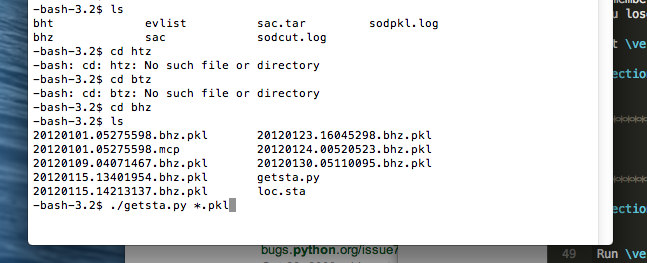 -bash-3.2$ ls
bht evlist sac.tar sodpkl.log
bhz sac sodcut.log
-bash-3.2$ cd htz
-bash: cd: htz: No such file or directory
-bash-3.2$ cd btz
-bash: cd: btz: No such file or directory
-bash-3.2$ cd bhz
-bash-3.2$ ls
20120101.05275598.bhz.pkl 20120123.16045298.bhz.pkl
20120101.05275598.mcp 20120124.00520523.bhz.pkl
20120109.04071467.bhz.pkl 20120130.05110095.bhz.pkl
20120115.13401954.bhz.pkl getsta.py
20120115.14213137.bhz.pkl loc.sta
-bash-3.2$ ./getsta.py *.pkl
bugs.python.org/issue7
u lose
t \ve
ection
*****
*****
ection
49 Run \ve